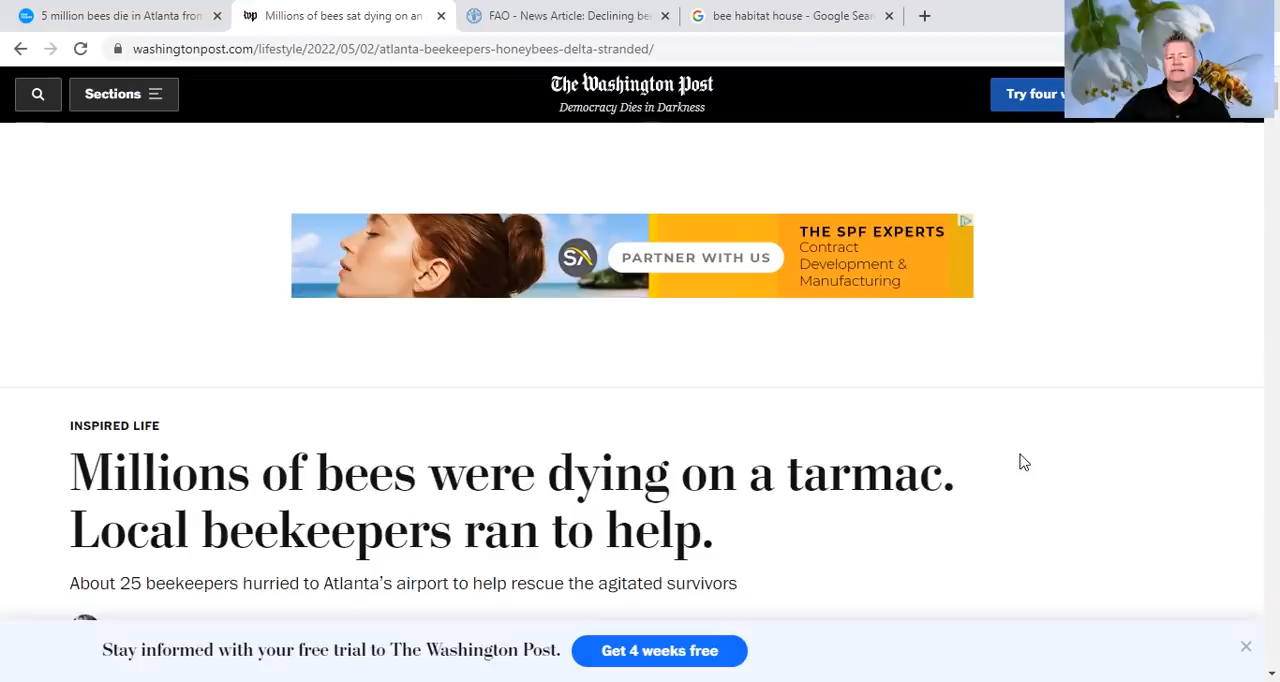 5 million bees die in Atlanta from
Millions of bees sat dying on an
FAO - News Article: Declining bee
bee habitat house - Google Sear
washingtonpost.com/lifestyle/2022/05/02/atlanta-beekeepers-honeybees-delta-stranded/
Sections
The Washington Post
Democracy Dies in Darkness
Try four
SA
PARTNER WITH US
THE SPF EXPERTS
Contract
Development &
Manufacturing
INSPIRED LIFE
Millions of bees were dying on a tarmac.
Local beekeepers ran to help.
About 25 beekeepers hurried to Atlanta's airport to help rescue the agitated survivors
Stay informed with your free trial to The Washington Post.
Get 4 weeks free